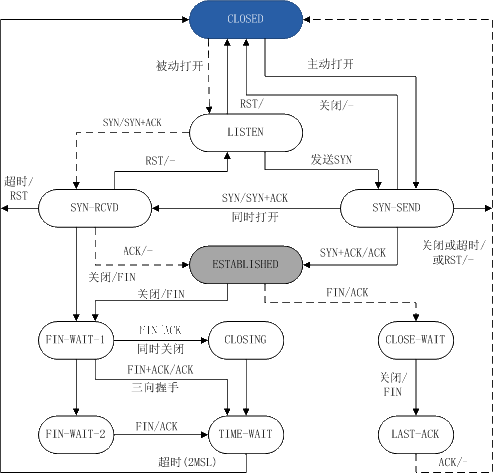 CLOSED
被动打开
主动打开
RST/
关闭/-
SYN/SYN+ACK
LISTEN
RST/-
发送SYN
超时/
RST
SYN-RCVD
SYN/SYN+ACK
同时打开
SYN-SEND
ACK/-
关闭/FIN
ESTABLISHED
SYN+ACK/ACK
关闭或超时/
或RST/-
关闭/FIN
FIN/ACK
FIN-WAIT-1
FIN/ACK
同时关闭
CLOSING
CLOSE-WAIT
FIN+ACK/ACK
三向握手
关闭/
FIN
FIN-WAIT-2
FIN/ACK
TIME-WAIT
LAST-ACK
超时(2MSL)
ACK/-